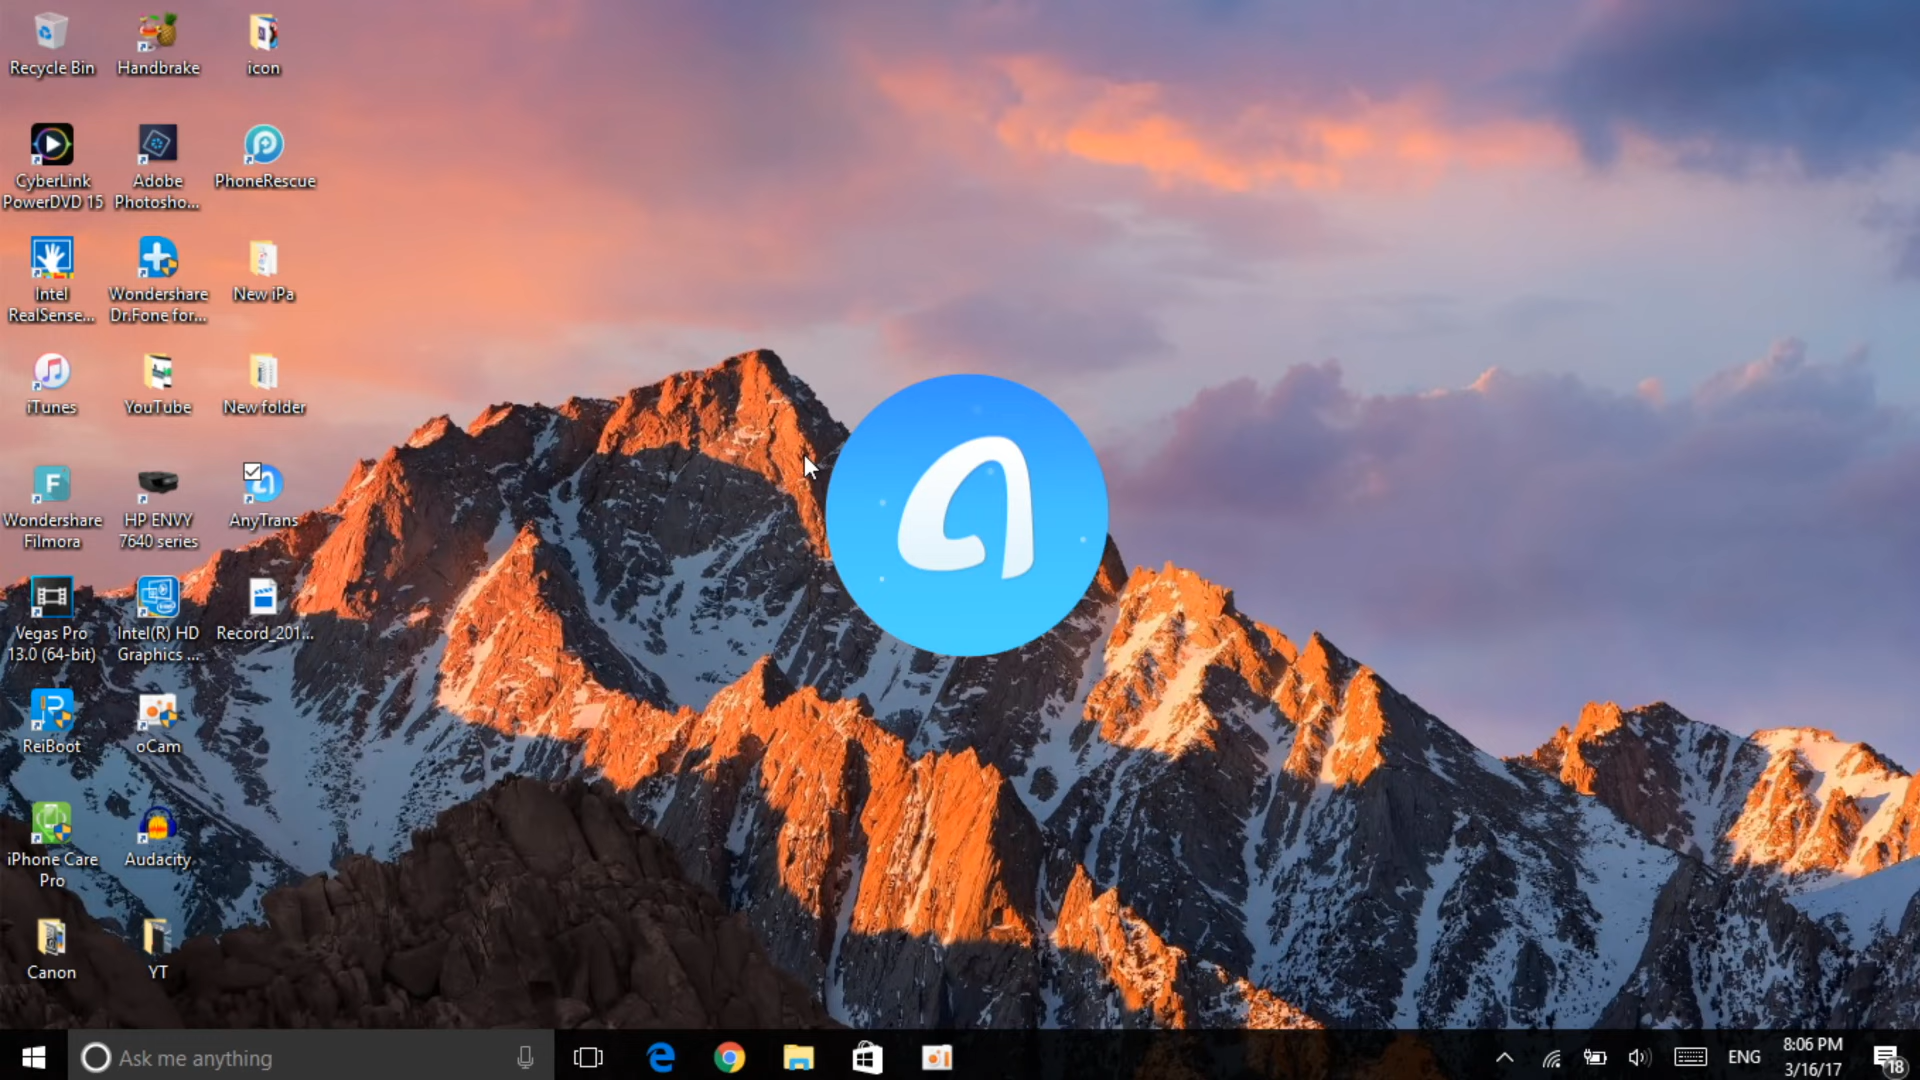 Recycle Bin
Handbrake
icon
CyberLink
PowerDVD 15
Adobe
Photosho...
PhoneRescue
Intel
RealSense...
Wondershare
Dr.Fone for...
New iPa
iTunes
YouTube
New folder
Wondershare
Filmora
HP ENVY
7640 series
AnyTrans
Vegas Pro
13.0 (64-bit)
Intel(R) HD
Graphics ...
Record_201...
ReiBoot
oCam
iPhone Care
Pro
Audacity
Canon
YT
Ask me anything
ENG
8:06 PM
3/16/17
18